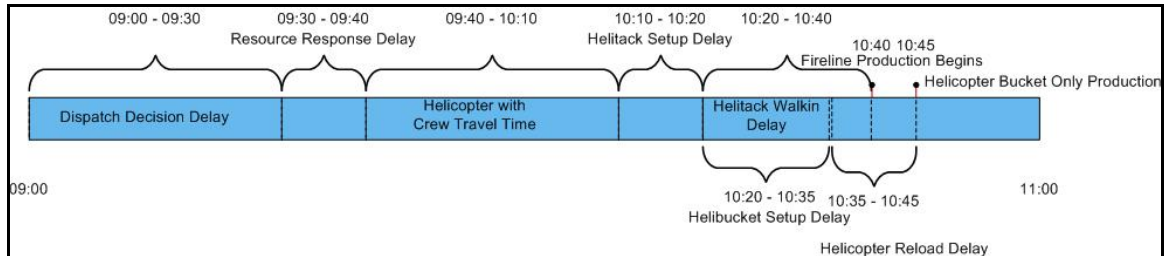 09:00 - 09:30
09:30 - 09:40
Resource Response Delay
09:40 - 10:10
10:10 - 10:20
Helitack Setup Delay
10:20 - 10:40
10:40 10:45
Fireline Production Begins
Helicopter Bucket Only Production
Dispatch Decision Delay
Helicopter with
Crew Travel Time
Helitack Walkin
Delay
09:00
11:00
10:20 - 10:35
Helibucket Setup Delay
10:35 - 10:45
Helicopter Reload Delay